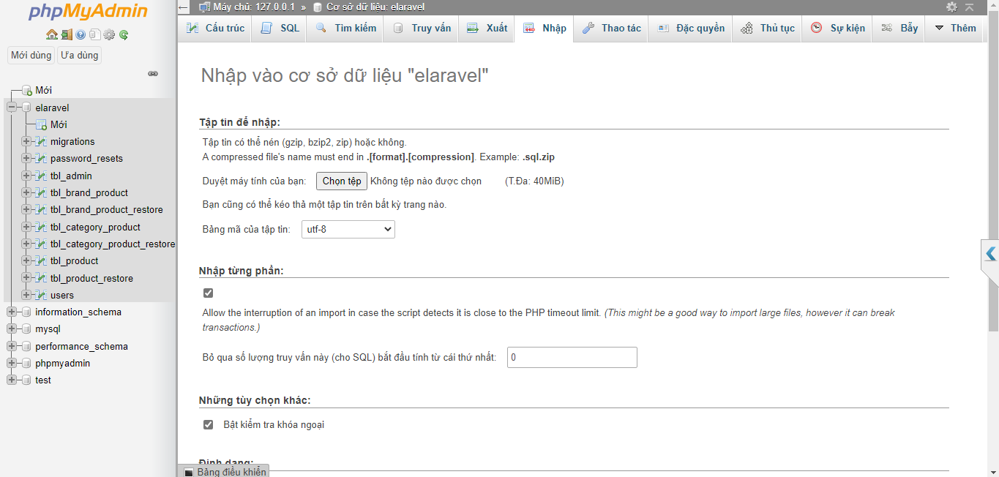 phpMyAdmin
Mới dùng
Ưa dùng
Mới
elaravel
Mới
migrations
password_resets
tbl_admin
tbl_brand_product
tbl_brand_product_restore
tbl_category_product
tbl_category_product_restore
tbl_product
tbl_product_restore
users
information_schema
mysql
performance_schema
phpmyadmin
test
Máy chủ: 127.0.0.1 » Cơ sở dữ liệu: elaravel
Cấu trúc SQL Tìm kiếm Truy vấn Xuất Nhập Thao tác Đặc quyền Thủ tục Sự kiện Bẫy Thêm
Nhập vào cơ sở dữ liệu "elaravel"
Tập tin để nhập:
Tập tin có thể nén (gzip, bzip2, zip) hoặc không.
A compressed file's name must end in .[format].[compression]. Example: .sql.zip
Duyệt máy tính của bạn: Chọn tệp Không tệp nào được chọn (T.Đa: 40MiB)
Bạn cũng có thể kéo thả một tập tin trên bất kỳ trang nào.
Bảng mã của tập tin: utf-8
Nhập từng phần:
Allow the interruption of an import in case the script detects it is close to the PHP timeout limit. (This might be a good way to import large files, however it can break
transactions.)
Bỏ qua số lượng truy vấn này (cho SQL) bắt đầu tính từ cái thứ nhất: 0
Những tùy chọn khác:
Bật kiểm tra khóa ngoại
Định dạng:
Bảng điều khiển